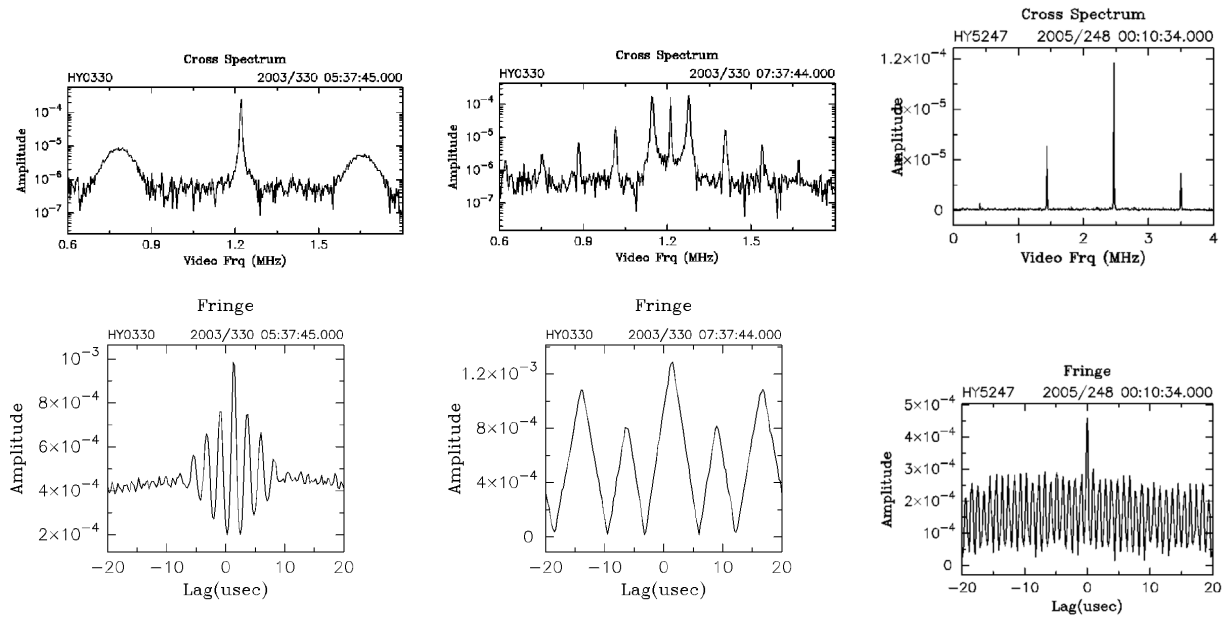 Cross Spectrum
HY0330 2003/330 05:37:45.000
Amplitude
10⁻⁴
10⁻⁵
10⁻⁶
10⁻⁷
0.6 0.9 1.2 1.5
Video Frq (MHz)
Cross Spectrum
HY0330 2003/330 07:37:44.000
Amplitude
10⁻⁴
10⁻⁵
10⁻⁶
10⁻⁷
0.6 0.9 1.2 1.5
Video Frq (MHz)
Cross Spectrum
HY5247 2005/248 00:10:34.000
Amplitude
1.2×10⁻⁴
0
0 1 2 3 4
Video Frq (MHz)
Fringe
HY0330 2003/330 05:37:45.000
Amplitude
10⁻³
8×10⁻⁴
6×10⁻⁴
4×10⁻⁴
2×10⁻⁴
−20 −10 0 10 20
Lag(usec)
Fringe
HY0330 2003/330 07:37:44.000
Amplitude
1.2×10⁻³
8×10⁻⁴
4×10⁻⁴
0
−20 −10 0 10 20
Lag(usec)
Fringe
HY5247 2005/248 00:10:34.000
Amplitude
5×10⁻⁴
4×10⁻⁴
3×10⁻⁴
2×10⁻⁴
10⁻⁴
0
−20 −10 0 10 20
Lag(usec)